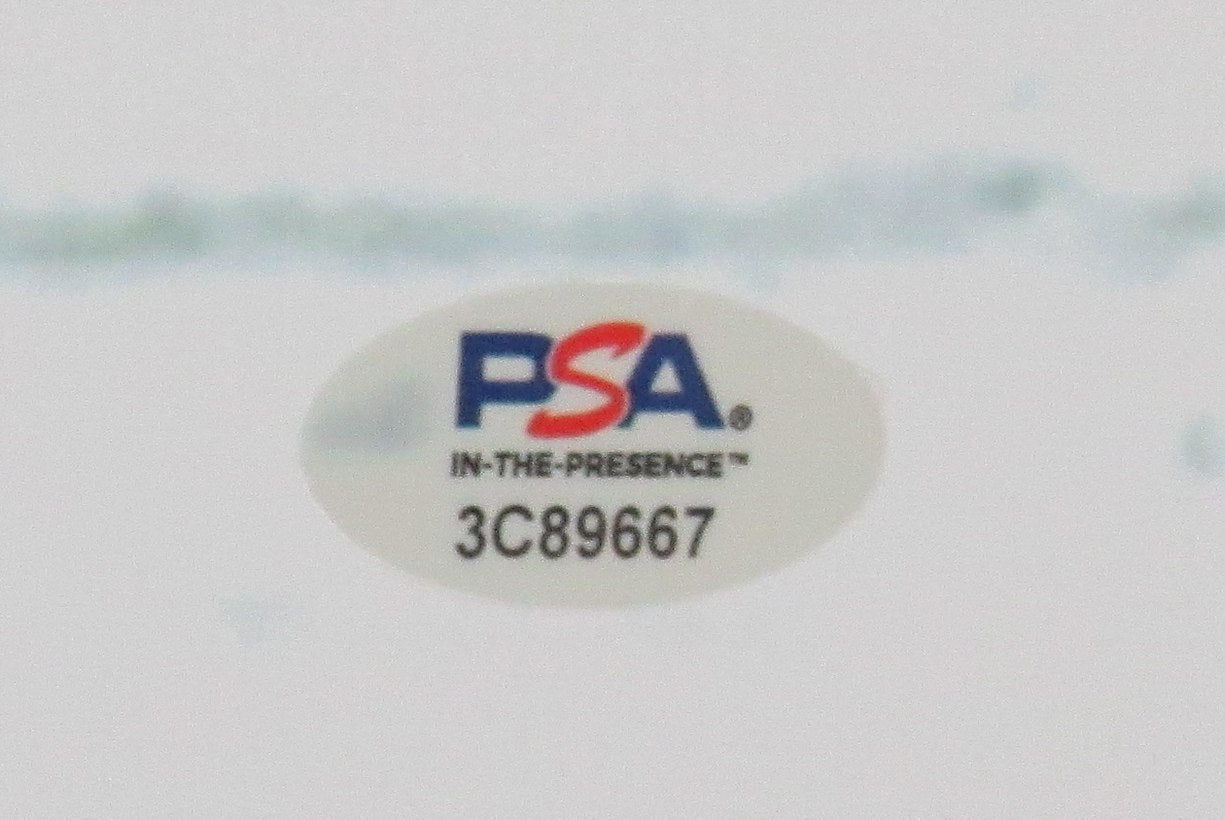 PSA®
IN-THE-PRESENCE™
3C89667